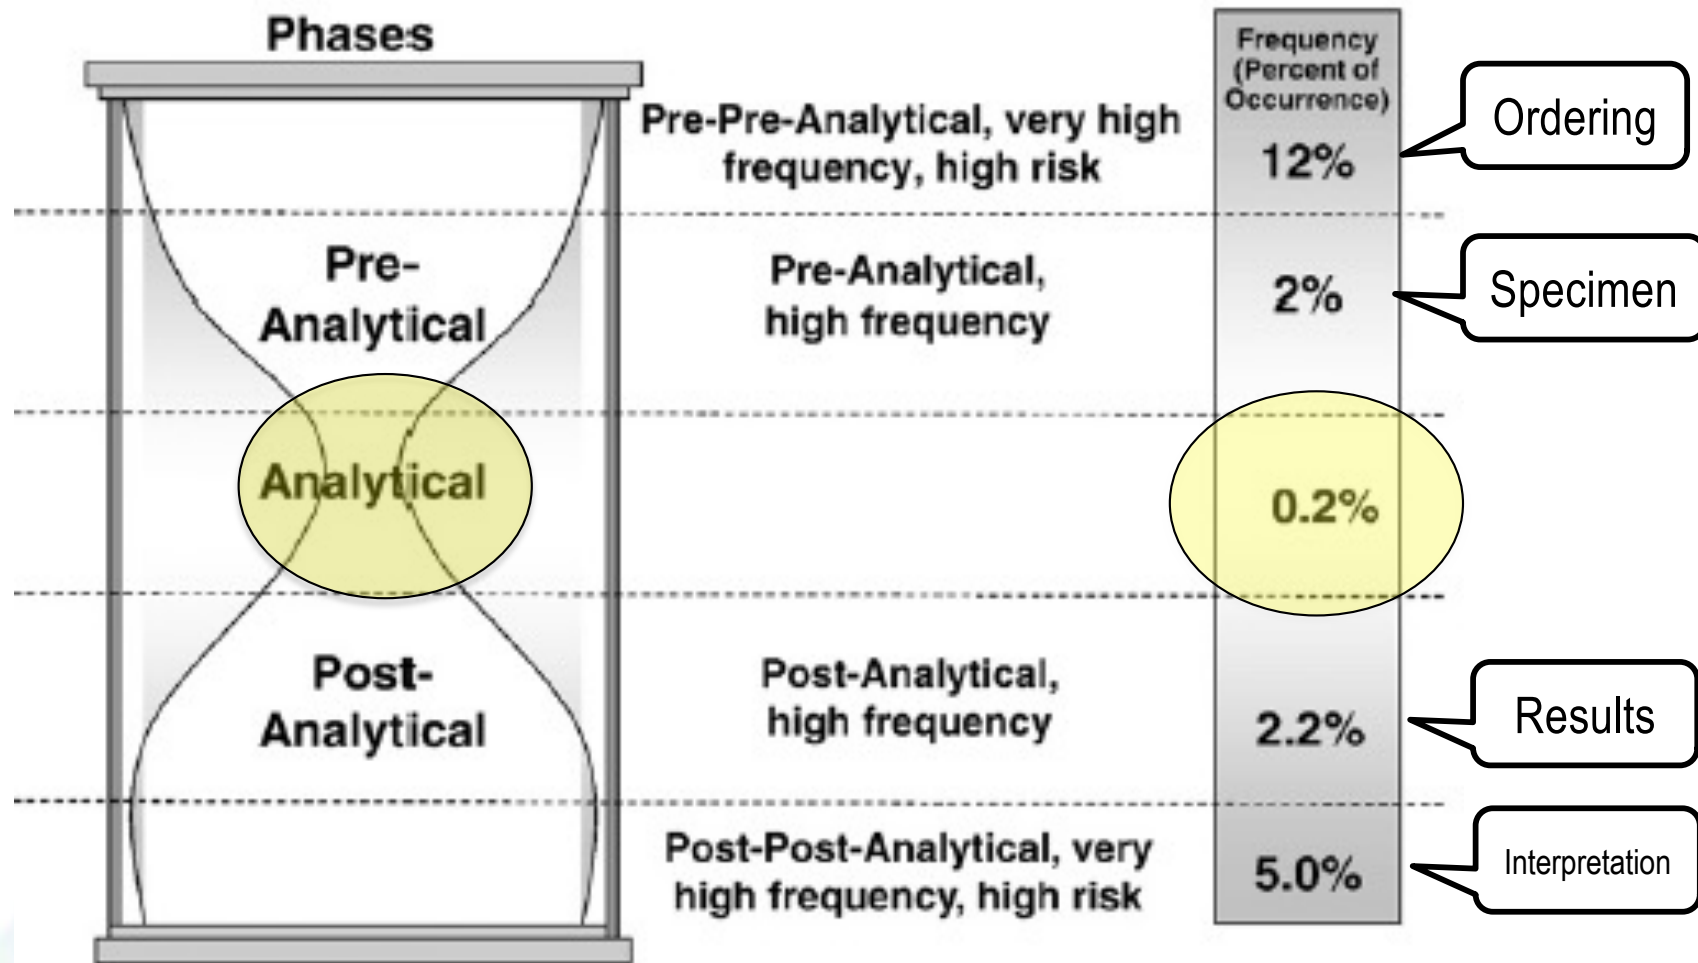 Phases
Frequency
(Percent of
Occurrence)
Pre-Pre-Analytical, very high
frequency, high risk
12%
Ordering
Pre-
Analytical
Pre-Analytical,
high frequency
2%
Specimen
Analytical
0.2%
Post-
Analytical
Post-Analytical,
high frequency
2.2%
Results
Post-Post-Analytical, very
high frequency, high risk
5.0%
Interpretation